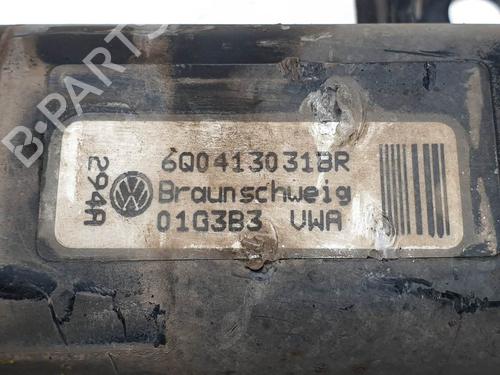 B-PARTS
6Q0413031BR
Braunschweig
01G3B3 VWA
294A